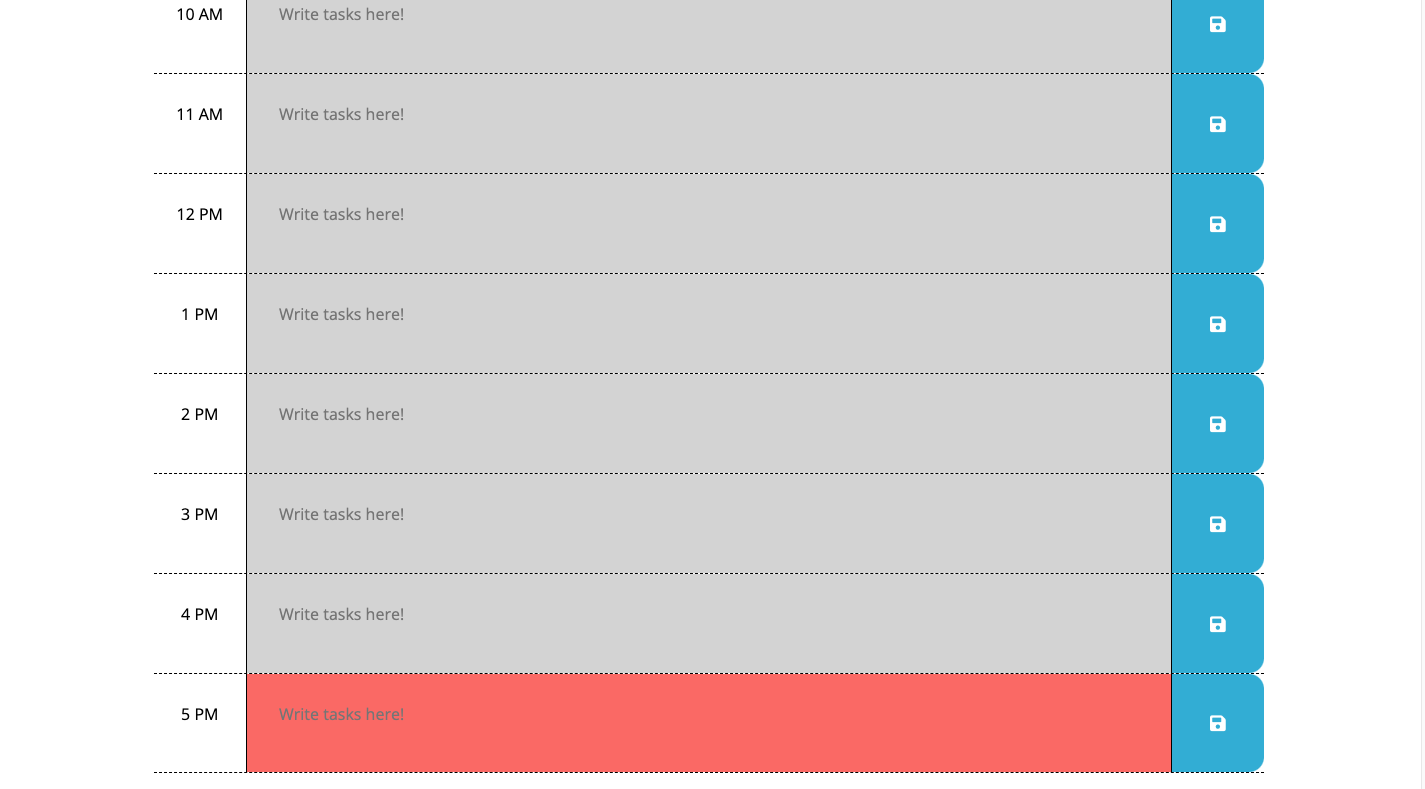 10 AM Write tasks here!
11 AM Write tasks here!
12 PM Write tasks here!
1 PM Write tasks here!
2 PM Write tasks here!
3 PM Write tasks here!
4 PM Write tasks here!
5 PM Write tasks here!